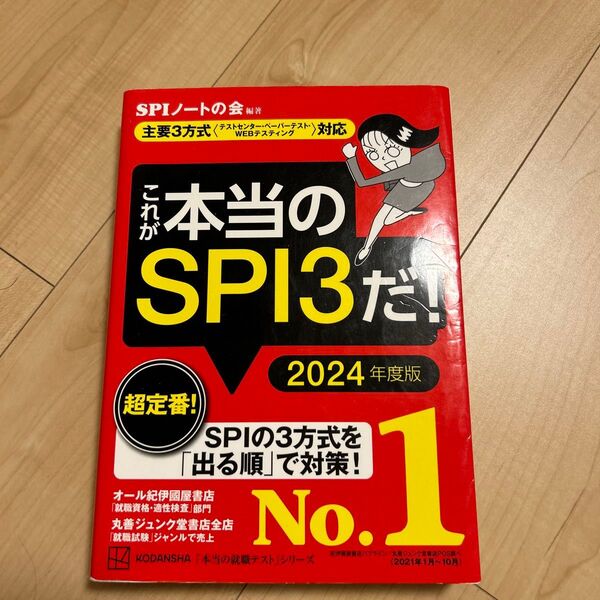 SPIノートの会 編著
主要3方式〈テストセンター・ペーパーテスト・WEBテスティング〉対応
これが
本当の
SPI3だ!
2024年度版
超定番!
SPIの3方式を
「出る順」で対策!
オール紀伊國屋書店
「就職資格・適性検査」部門
丸善ジュンク堂書店全店
「就職試験」ジャンルで売上
No.1
KODANSHA 「本当の就職テスト」シリーズ
(2021年1月~10月)